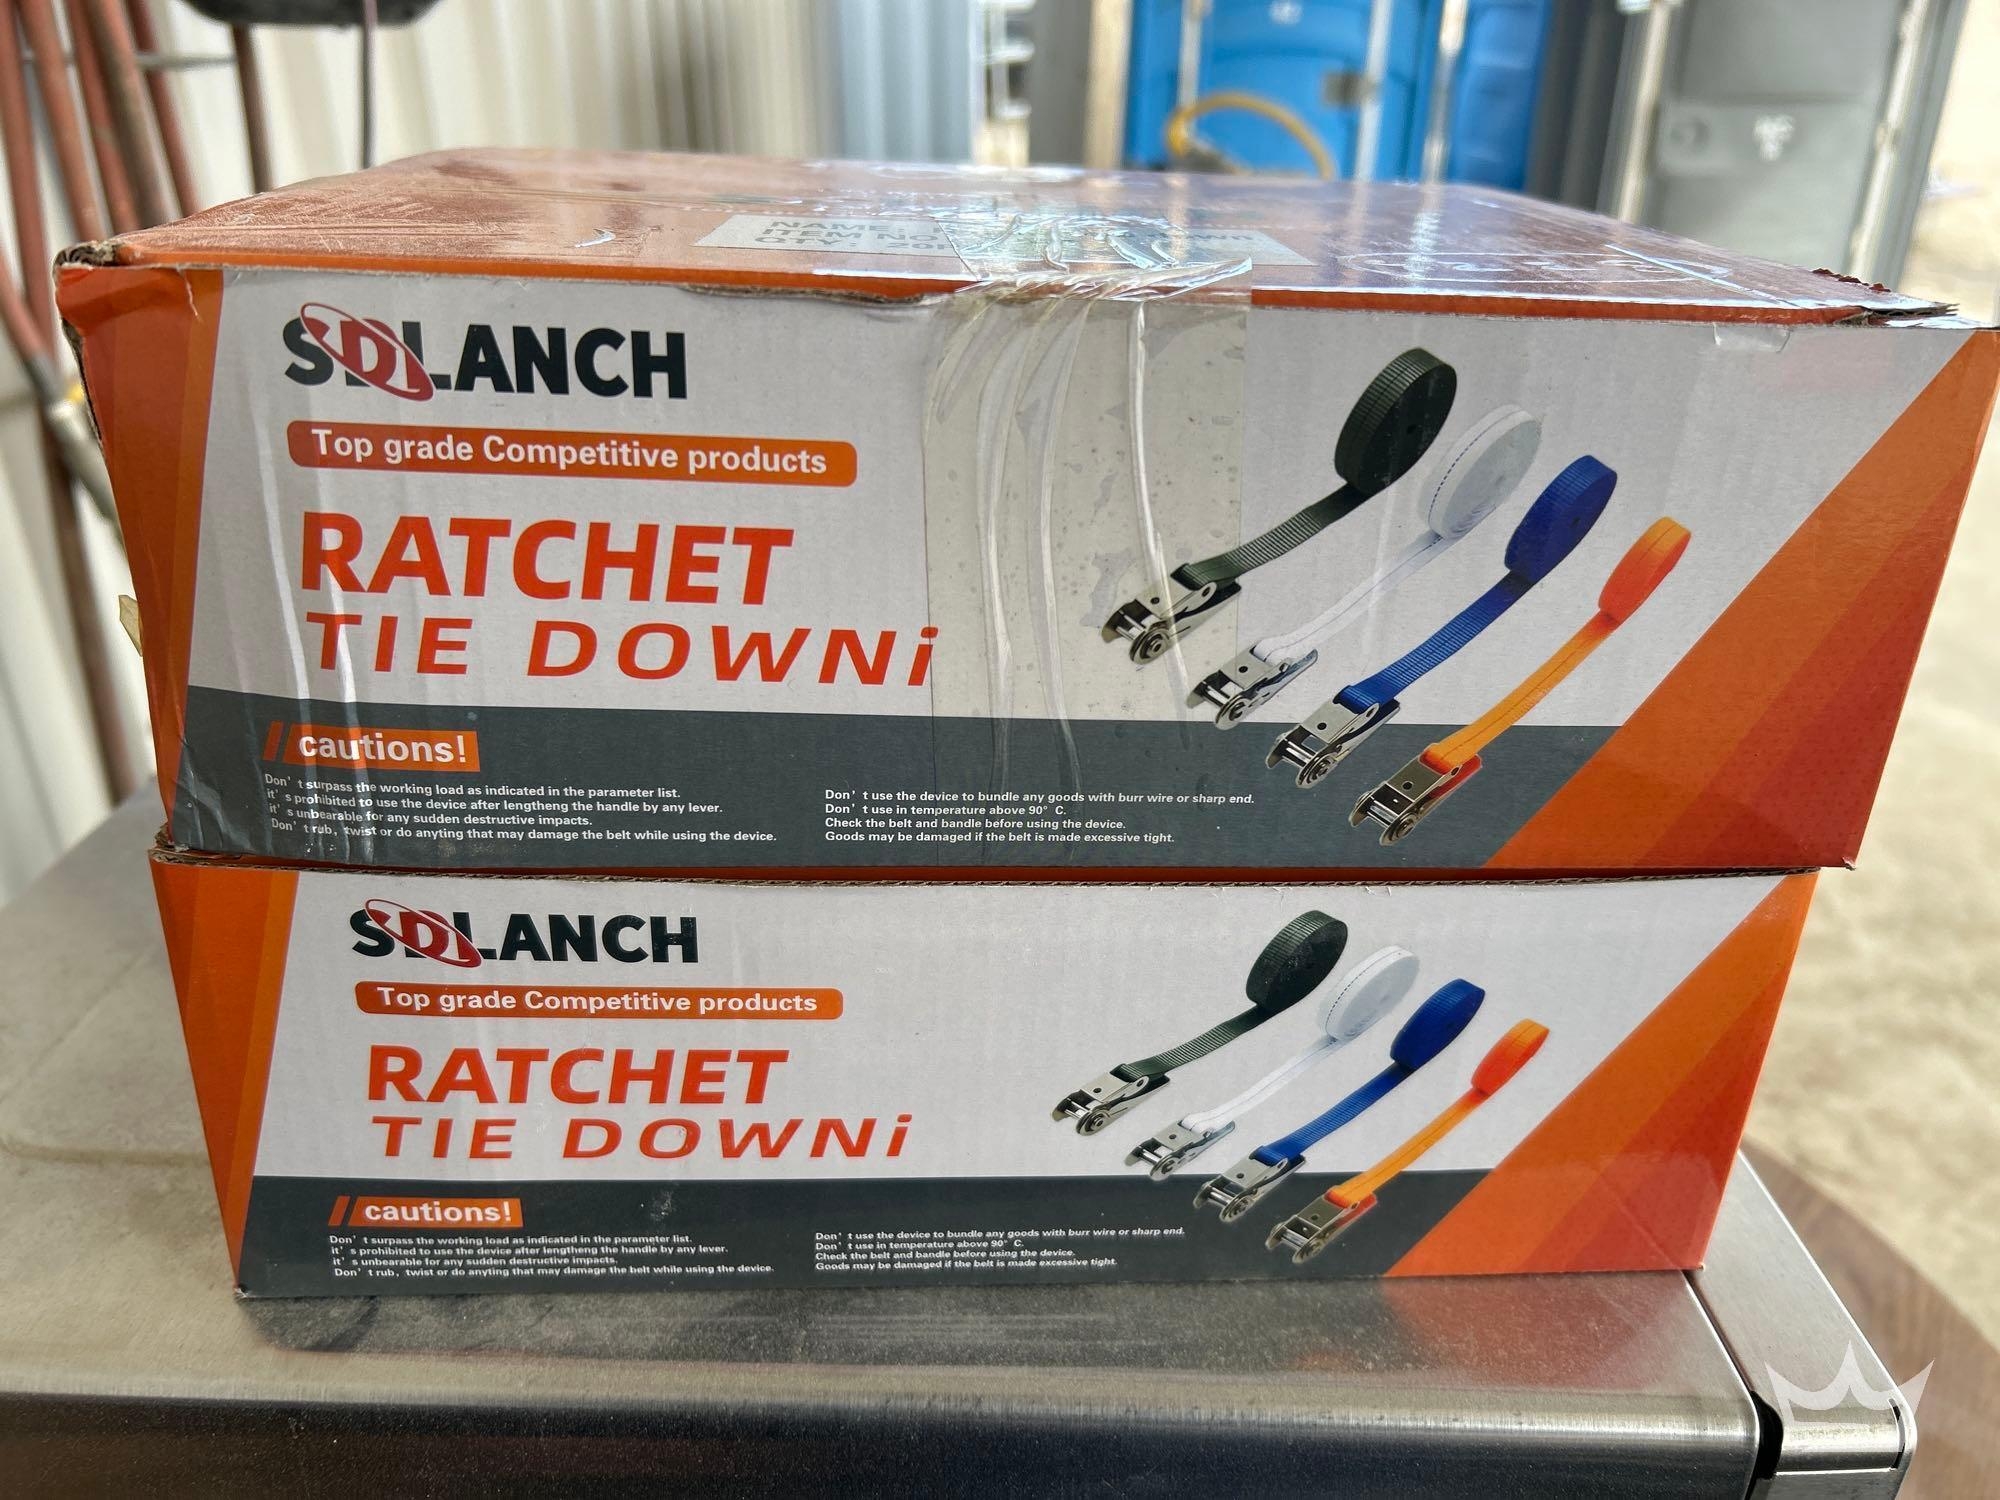 NAME:
ITEM NO
QTY: 20
SDLANCH
Top grade Competitive products
RATCHET
TIE DOWNi
// cautions!
Don't surpass the working load as indicated in the parameter list.
it's prohibited to use the device after lengtheng the handle by any lever.
it's unbearable for any sudden destructive impacts.
Don't rub, twist or do anyting that may damage the belt while using the device.
Don't use the device to bundle any goods with burr wire or sharp end.
Don't use in temperature above 90° C.
Check the belt and bandle before using the device.
Goods may be damaged if the belt is made excessive tight.
SDLANCH
Top grade Competitive products
RATCHET
TIE DOWNi
// cautions!
Don't surpass the working load as indicated in the parameter list.
it's prohibited to use the device after lengtheng the handle by any lever.
it's unbearable for any sudden destructive impacts.
Don't rub, twist or do anyting that may damage the belt while using the device.
Don't use the device to bundle any goods with burr wire or sharp end.
Don't use in temperature above 90° C.
Check the belt and bandle before using the device.
Goods may be damaged if the belt is made excessive tight.